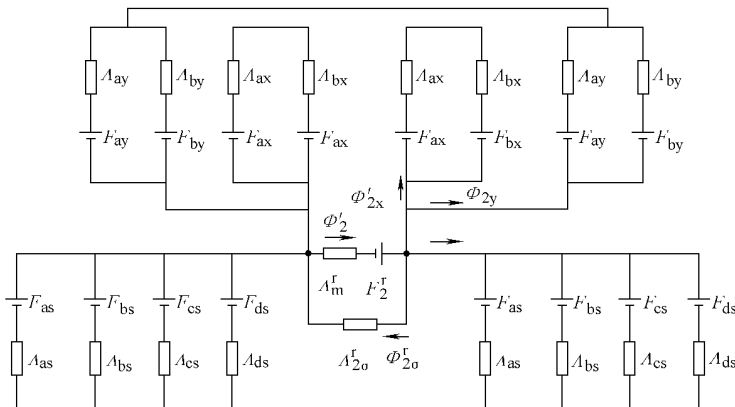 Λay Λby Λax Λbx Λax Λbx Λay Λby
Fay Fby Fax Fax Fax Fbx Fay Fby
Φ′2x Φ2y
Φ′2
Λrm Fr2
Fas Fbs Fcs Fds Fas Fbs Fcs Fds
Λas Λbs Λcs Λds Λr2σ Φr2σ Λas Λbs Λcs Λds